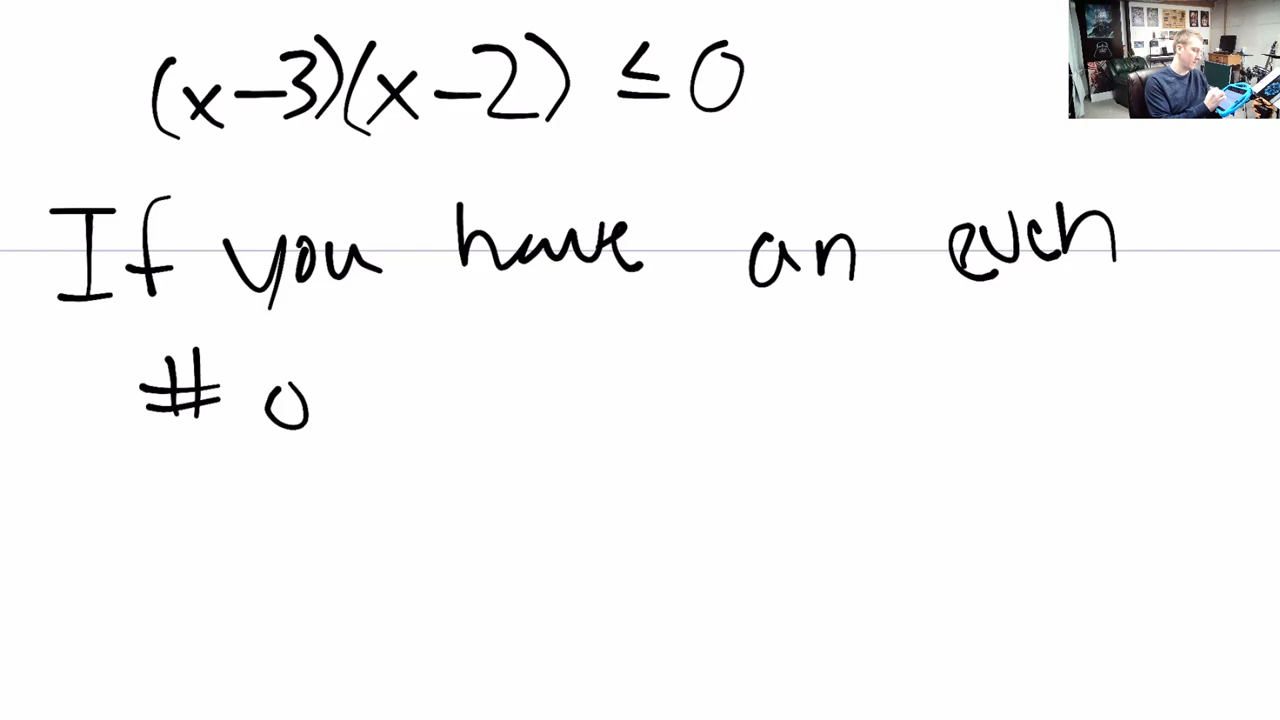 (x-3)(x-2) ≤ 0
If you have an even
# o